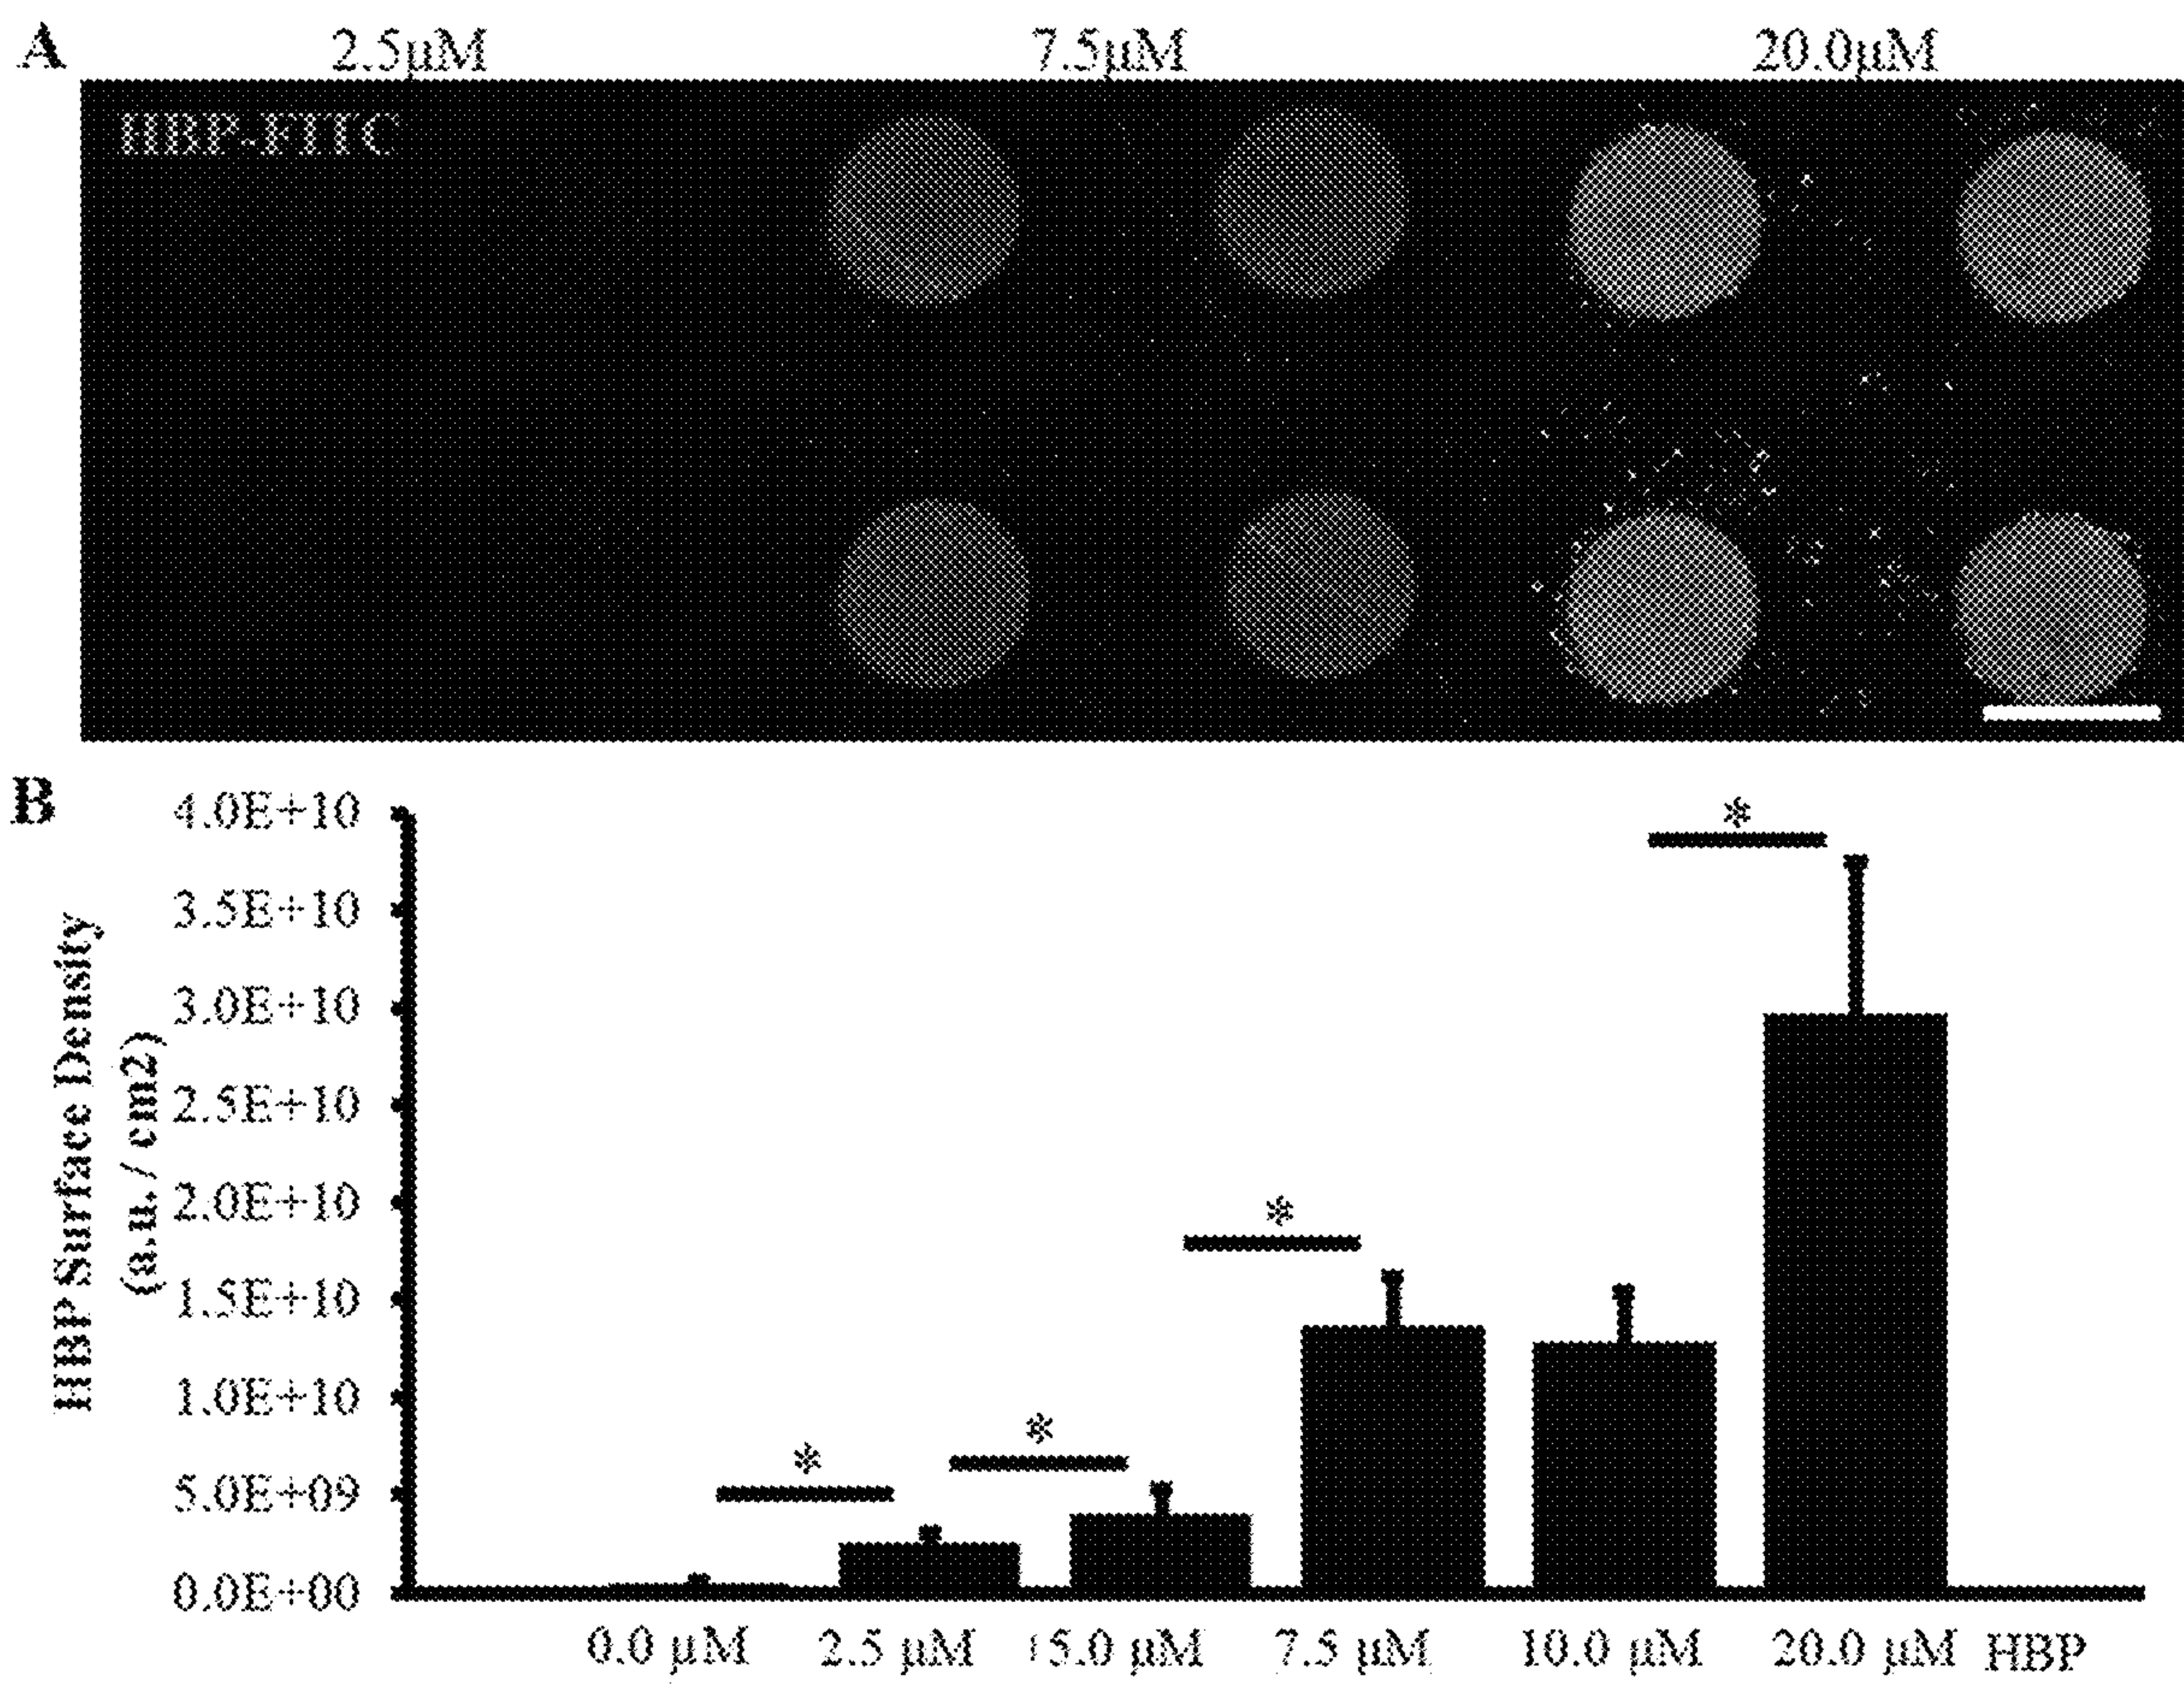 A
2.5µM 7.5µM 20.0µM
HBP-FITC
B
HBP Surface Density
(a.u. / cm2)
4.0E+10
3.5E+10
3.0E+10
2.5E+10
2.0E+10
1.5E+10
1.0E+10
5.0E+09
0.0E+00
*
*
*
*
0.0 µM 2.5 µM 5.0 µM 7.5 µM 10.0 µM 20.0 µM HBP